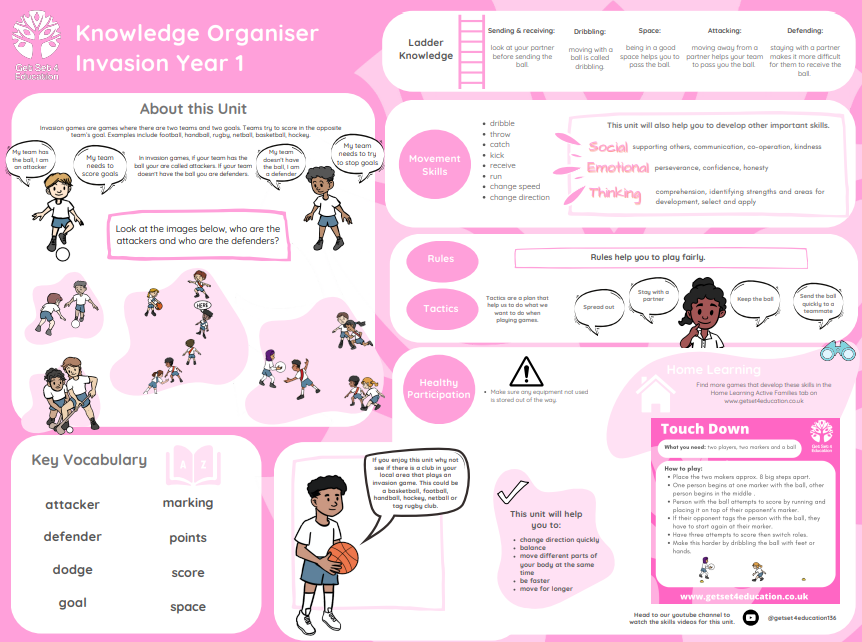 Get Set 4
Education
Knowledge Organiser
Invasion Year 1
Ladder
Knowledge
Sending & receiving:
look at your partner
before sending the
ball.
Dribbling:
moving with a
ball is called
dribbling.
Space:
being in a good
space helps you to
pass the ball.
Attacking:
moving away from a
partner helps your team
to pass you the ball.
Defending:
staying with a partner
makes it more difficult
for them to receive the
ball.
About this Unit
Invasion games are games where there are two teams and two goals. Teams try to score in the opposite
team's goal. Examples include football, handball, rugby, netball, basketball, hockey.
My team has
the ball, I am
an attacker
My team
needs to
score goals
In invasion games, if your team has the
ball your are called attackers. If your team
doesn't have the ball you are defenders.
My team
doesn't have
the ball, I am
a defender
My team
needs to try
to stop goals
Look at the images below, who are the
attackers and who are the defenders?
HERE
Movement
Skills
dribble
throw
catch
kick
receive
run
change speed
change direction
This unit will also help you to develop other important skills.
Social supporting others, communication, co-operation, kindness
Emotional perseverance, confidence, honesty
Thinking comprehension, identifying strengths and areas for
development, select and apply
Rules
Rules help you to play fairly.
Tactics
Tactics are a plan that
help us to do what we
want to do when
playing games.
Spread out
Stay with a
partner
Keep the ball
Send the ball
quickly to a
teammate
Healthy
Participation
Make sure any equipment not used
is stored out of the way.
Home Learning
Find more games that develop these skills in the
Home Learning Active Families tab on
www.getset4education.co.uk
Touch Down
Get Set 4
Education
What you need: two players, two markers and a ball
How to play:
Place the two makers approx. 8 big steps apart.
One person begins at one marker with the ball, other
person begins in the middle .
Person with the ball attempts to score by running and
placing it on top of their opponent's marker.
If their opponent tags the person with the ball, they
have to start again at their marker.
Have three attempts to score then switch roles.
Make this harder by dribbling the ball with feet or
hands.
www.getset4education.co.uk
Key Vocabulary
A Z
attacker
defender
dodge
goal
marking
points
score
space
If you enjoy this unit why not
see if there is a club in your
local area that plays an
invasion game. This could be
a basketball, football,
handball, hockey, netball or
tag rugby club.
This unit will help
you to:
change direction quickly
balance
move different parts of
your body at the same
time
be faster
move for longer
Head to our youtube channel to
watch the skills videos for this unit.
@getset4education136